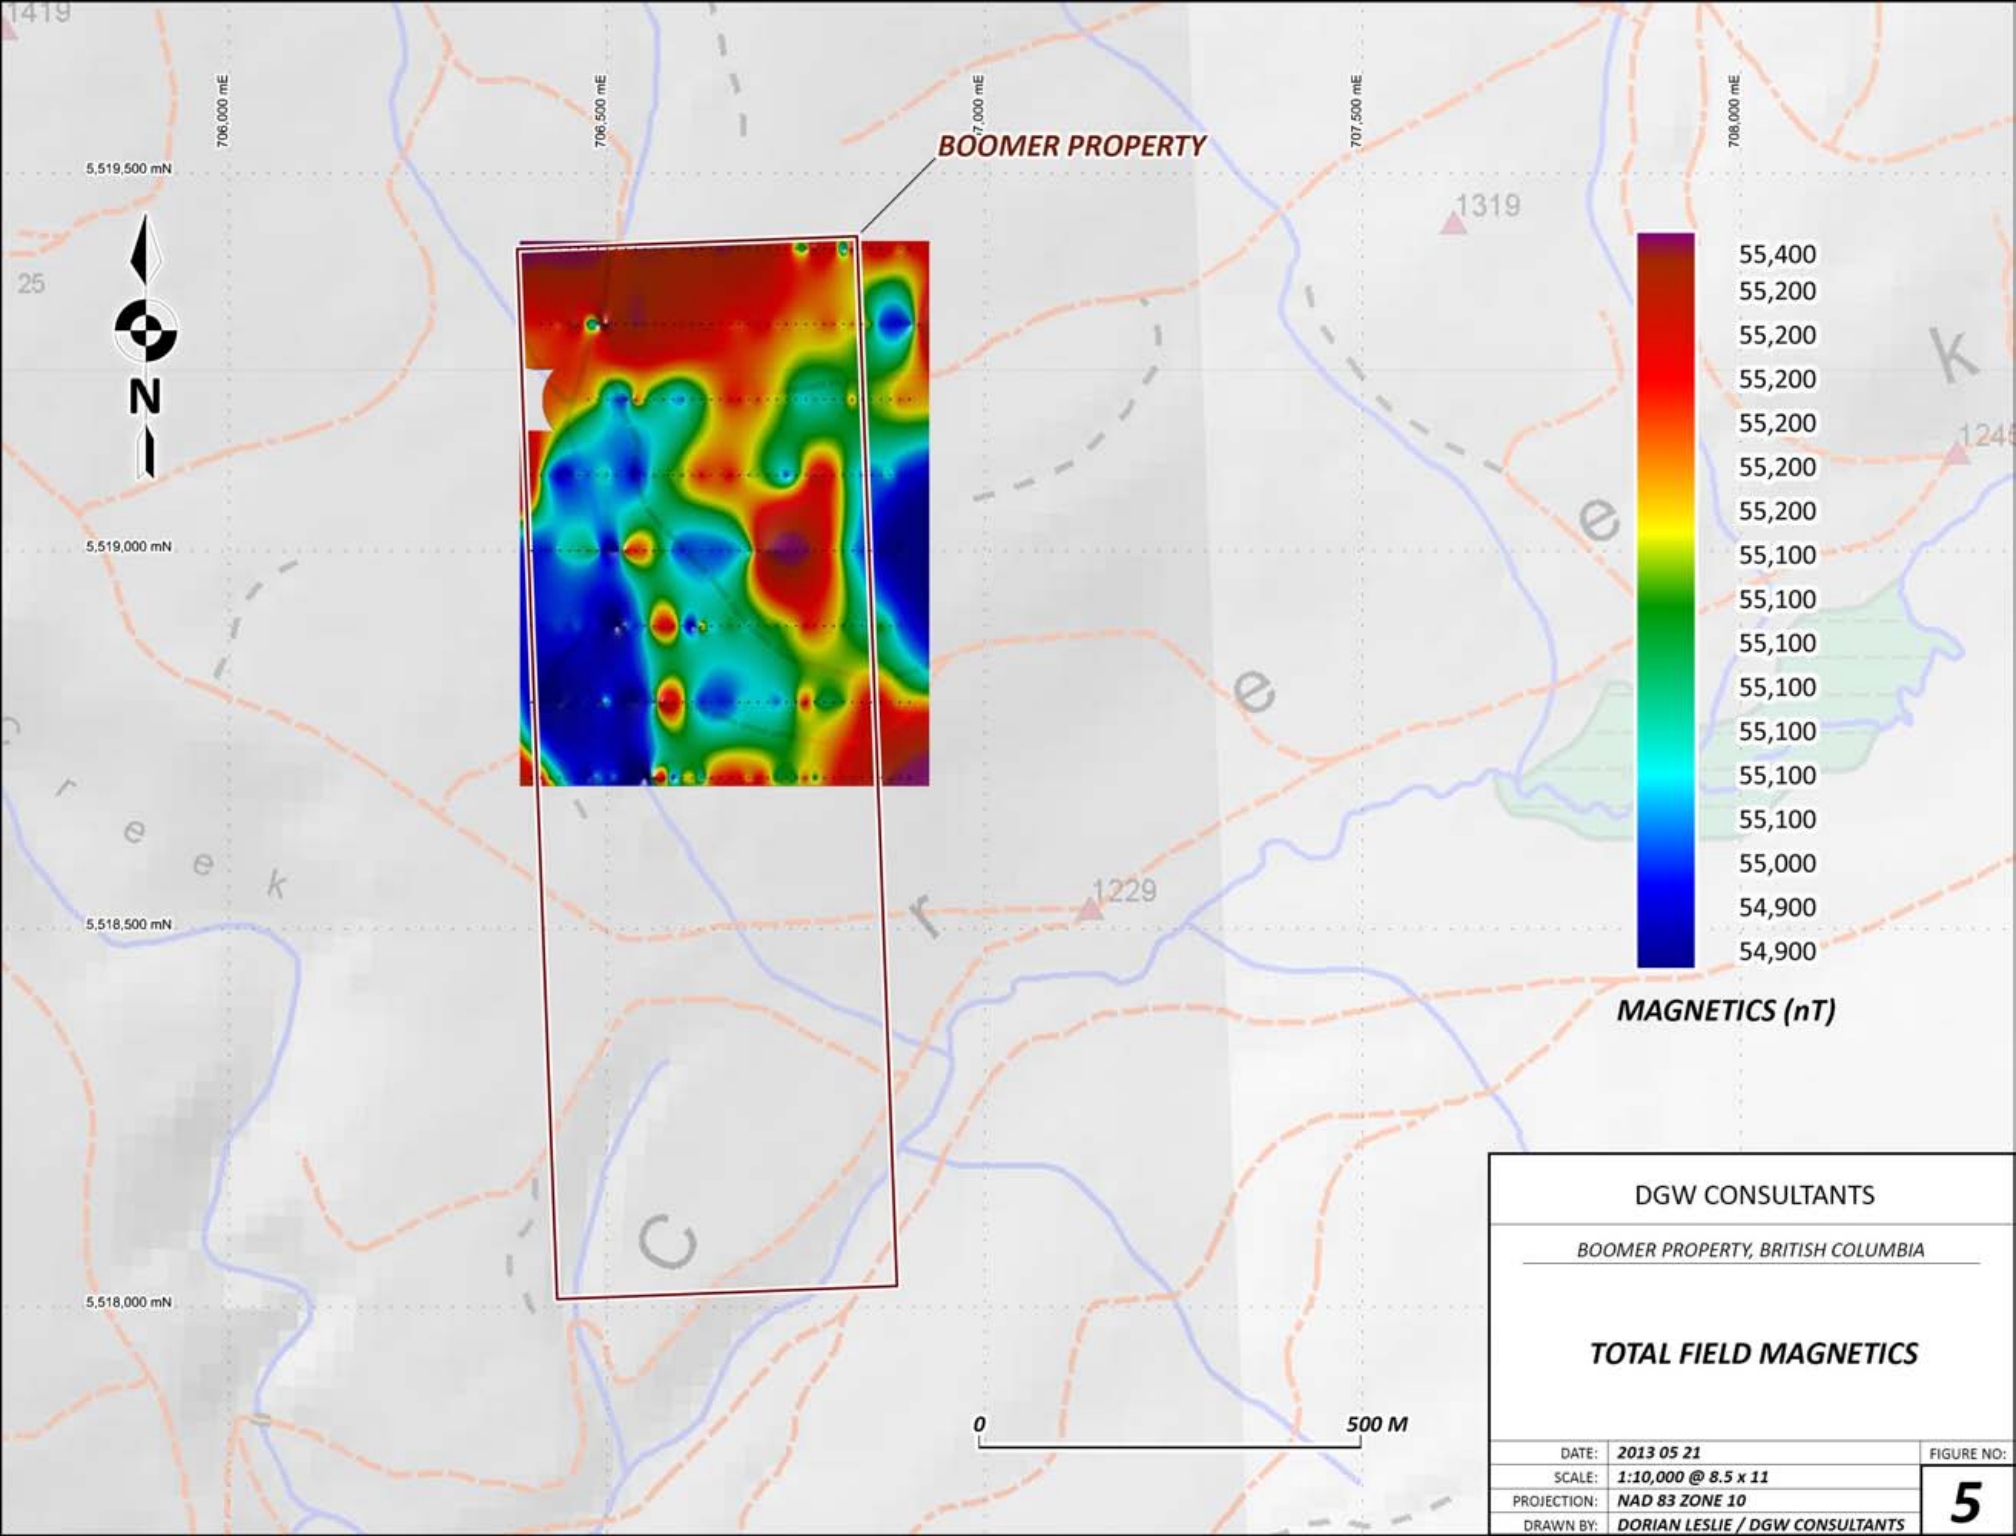 1419
706,000 mE
706,500 mE
7,000 mE
707,500 mE
708,000 mE
BOOMER PROPERTY
5,519,500 mN
1319
25
N
55,400
55,200
55,200
55,200
55,200
55,200
55,200
55,100
55,100
55,100
55,100
55,100
55,100
55,100
55,000
54,900
54,900
MAGNETICS (nT)
k
1245
e
5,519,000 mN
e
c r e e k
1229
r
5,518,500 mN
C
5,518,000 mN
0 500 M
DGW CONSULTANTS
BOOMER PROPERTY, BRITISH COLUMBIA
TOTAL FIELD MAGNETICS
DATE: 2013 05 21
SCALE: 1:10,000 @ 8.5 x 11
PROJECTION: NAD 83 ZONE 10
DRAWN BY: DORIAN LESLIE / DGW CONSULTANTS
FIGURE NO:
5